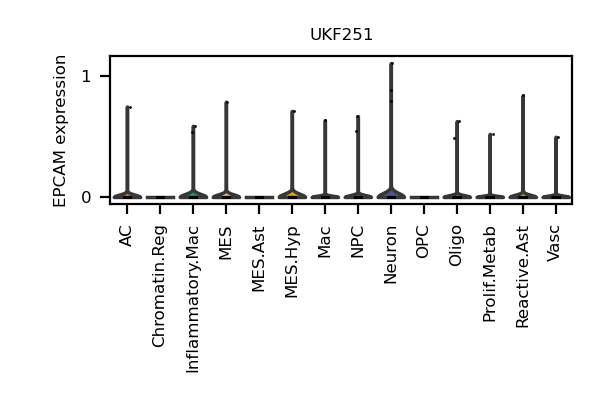 UKF251
EPCAM expression
1
0
AC
Chromatin.Reg
Inflammatory.Mac
MES
MES.Ast
MES.Hyp
Mac
NPC
Neuron
OPC
Oligo
Prolif.Metab
Reactive.Ast
Vasc